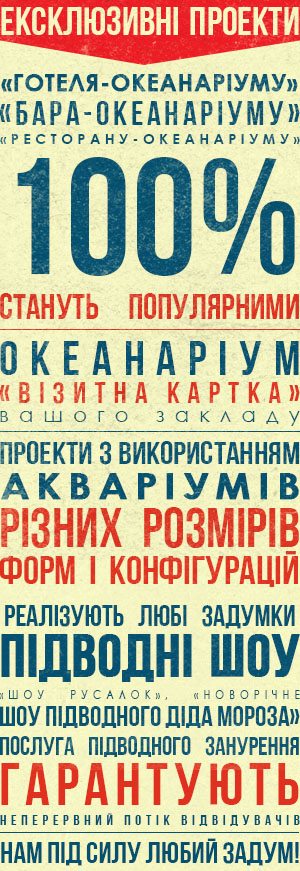 ЕКСКЛЮЗИВНІ ПРОЕКТИ
«ГОТЕЛЯ-ОКЕАНАРІУМУ»
«БАРА-ОКЕАНАРІУМУ»
«РЕСТОРАНУ-ОКЕАНАРІУМУ»
100%
СТАНУТЬ ПОПУЛЯРНИМИ
ОКЕАНАРІУМ
«ВІЗИТНА КАРТКА»
вашого закладу
ПРОЕКТИ З ВИКОРИСТАННЯМ
АКВАРІУМІВ
РІЗНИХ РОЗМІРІВ
ФОРМ І КОНФІГУРАЦІЙ
РЕАЛІЗУЮТЬ ЛЮБІ ЗАДУМКИ
ПІДВОДНІ ШОУ
«ШОУ РУСАЛОК», «НОВОРІЧНЕ
ШОУ ПІДВОДНОГО ДІДА МОРОЗА»
ПОСЛУГА ПІДВОДНОГО ЗАНУРЕННЯ
ГАРАНТУЮТЬ
НЕПЕРЕРВНИЙ ПОТІК ВІДВІДУВАЧІВ
НАМ ПІД СИЛУ ЛЮБИЙ ЗАДУМ!